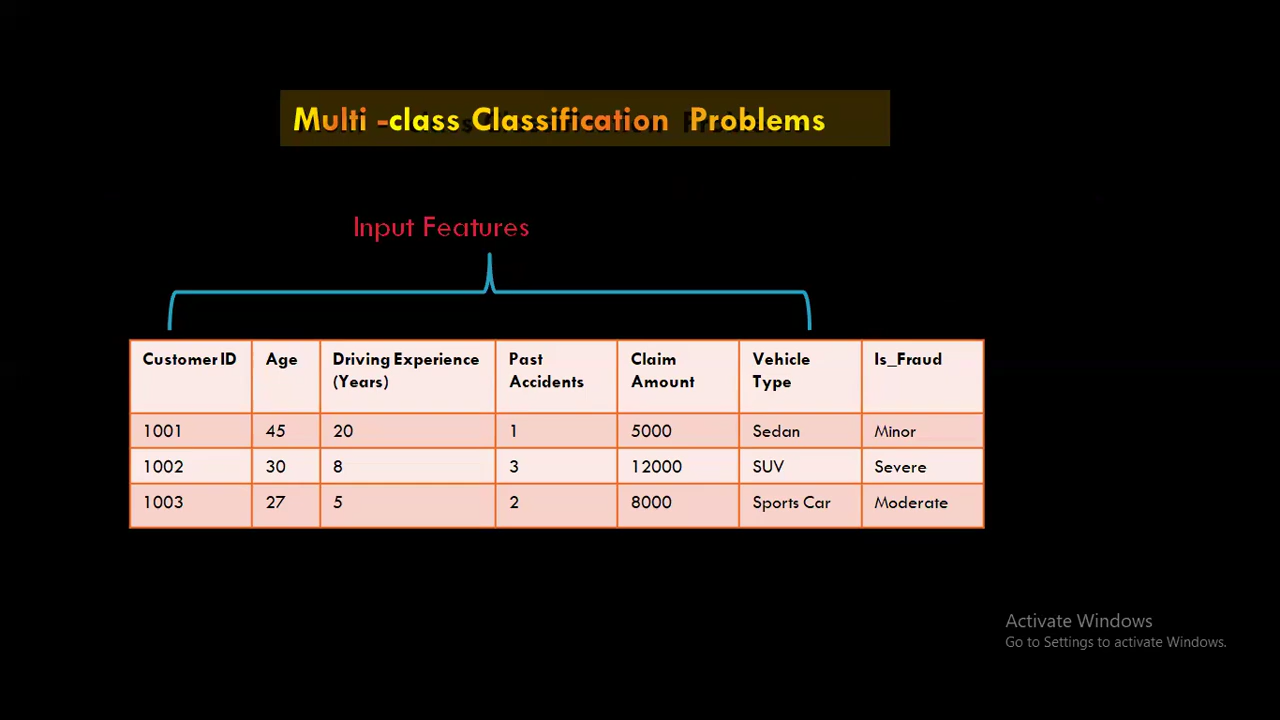 Multi -class Classification Problems
Input Features
Customer ID Age Driving Experience (Years) Past Accidents Claim Amount Vehicle Type Is_Fraud
1001 45 20 1 5000 Sedan Minor
1002 30 8 3 12000 SUV Severe
1003 27 5 2 8000 Sports Car Moderate
Activate Windows
Go to Settings to activate Windows.